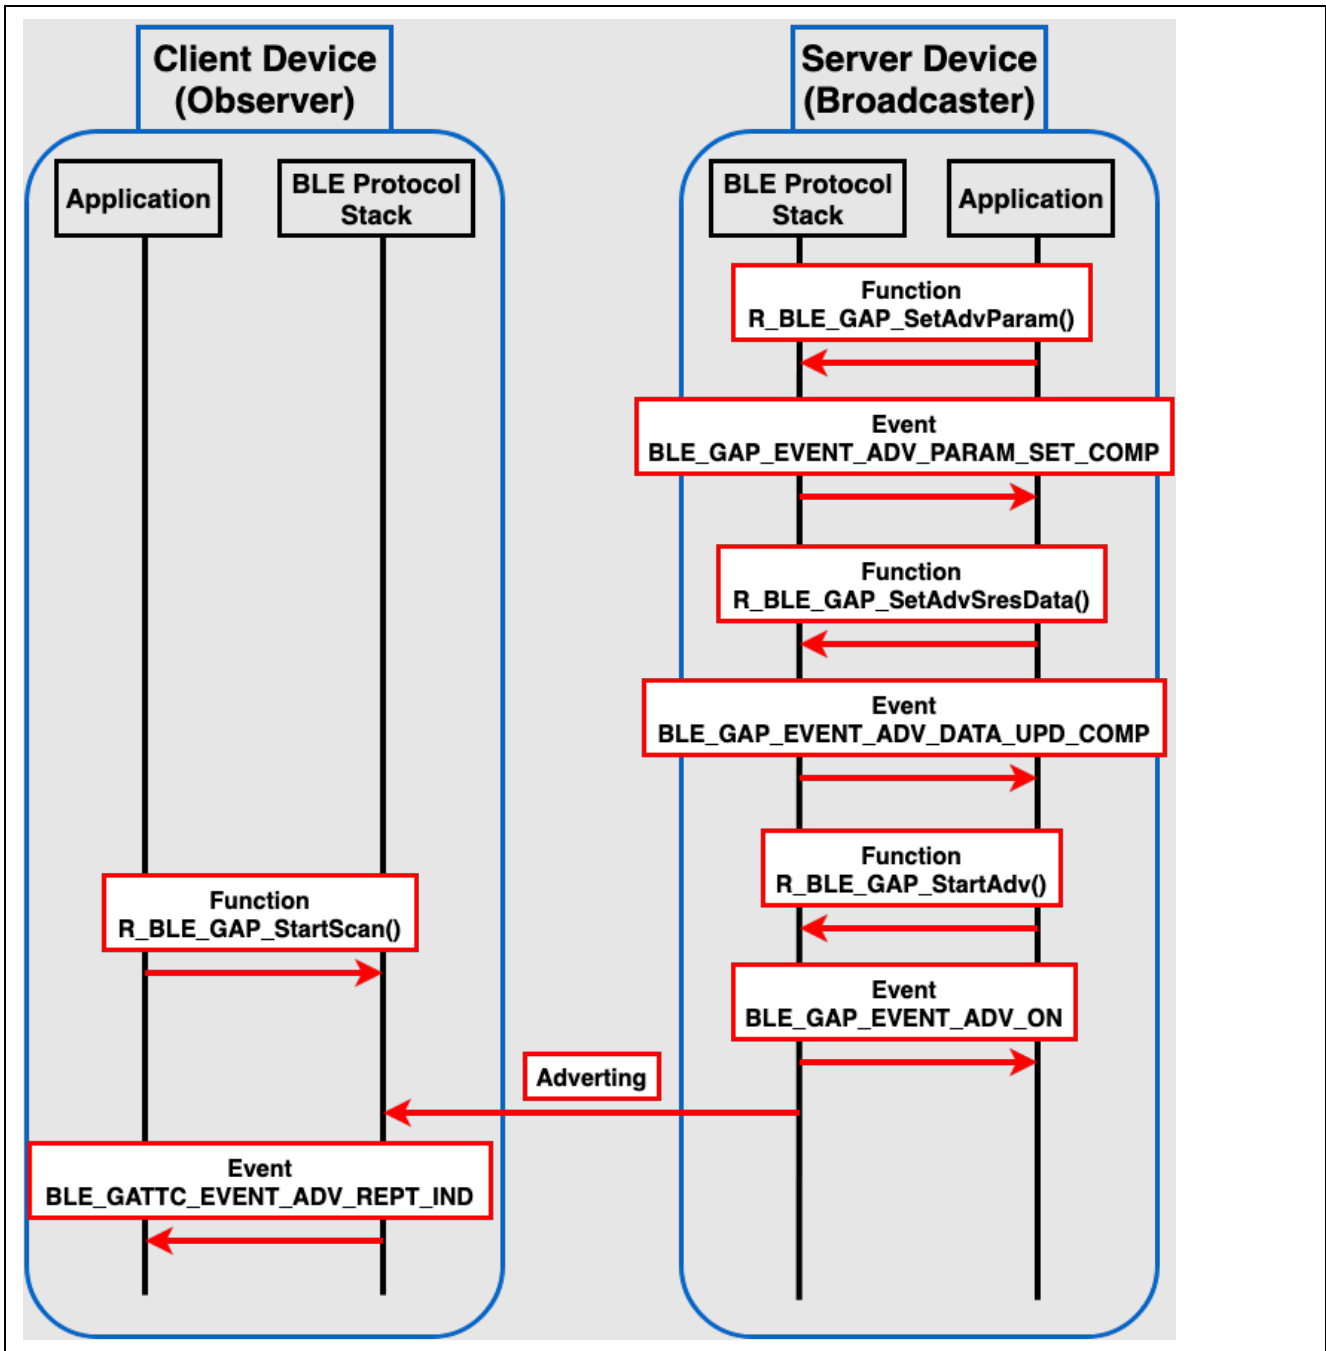 Client Device
(Observer)
Server Device
(Broadcaster)
Application
BLE Protocol
Stack
BLE Protocol
Stack
Application
Function
R_BLE_GAP_SetAdvParam()
Event
BLE_GAP_EVENT_ADV_PARAM_SET_COMP
Function
R_BLE_GAP_SetAdvSresData()
Event
BLE_GAP_EVENT_ADV_DATA_UPD_COMP
Function
R_BLE_GAP_StartAdv()
Function
R_BLE_GAP_StartScan()
Event
BLE_GAP_EVENT_ADV_ON
Adverting
Event
BLE_GATTC_EVENT_ADV_REPT_IND